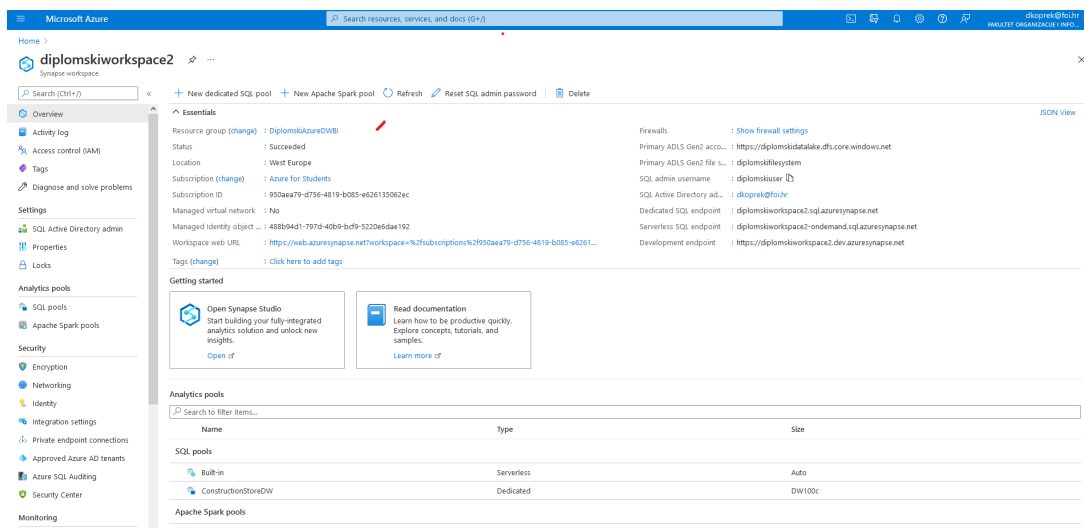 Microsoft Azure
Search resources, services, and docs (G+/)
dkoprek@foi.hr
FAKULTET ORGANIZACIJE I INFO...
Home >
diplomskiworkspace2
Synapse workspace
Search (Ctrl+/)
«
New dedicated SQL pool
New Apache Spark pool
Refresh
Reset SQL admin password
Delete
Overview
Activity log
Access control (IAM)
Tags
Diagnose and solve problems
Settings
SQL Active Directory admin
Properties
Locks
Analytics pools
SQL pools
Apache Spark pools
Security
Encryption
Networking
Identity
Integration settings
Private endpoint connections
Approved Azure AD tenants
Azure SQL Auditing
Security Center
Monitoring
Essentials
JSON View
Resource group (change) : DiplomskiAzureDWBI
Status : Succeeded
Location : West Europe
Subscription (change) : Azure for Students
Subscription ID : 950aea79-d756-4819-b085-e626135062ec
Managed virtual network : No
Managed Identity object ... : 488b94d1-797d-40b9-bcf9-5220e6dae192
Workspace web URL : https://web.azuresynapse.net?workspace=%2fsubscriptions%2f950aea79-d756-4819-b085-e6261...
Tags (change) : Click here to add tags
Firewalls : Show firewall settings
Primary ADLS Gen2 acco... : https://diplomskidatalake.dfs.core.windows.net
Primary ADLS Gen2 file s... : diplomskifilesystem
SQL admin username : diplomskiuser
SQL Active Directory ad... : dkoprek@foi.hr
Dedicated SQL endpoint : diplomskiworkspace2.sql.azuresynapse.net
Serverless SQL endpoint : diplomskiworkspace2-ondemand.sql.azuresynapse.net
Development endpoint : https://diplomskiworkspace2.dev.azuresynapse.net
Getting started
Open Synapse Studio
Start building your fully-integrated
analytics solution and unlock new
insights.
Open
Read documentation
Learn how to be productive quickly.
Explore concepts, tutorials, and
samples.
Learn more
Analytics pools
Search to filter items...
Name Type Size
SQL pools
Built-in Serverless Auto
ConstructionStoreDW Dedicated DW100c
Apache Spark pools